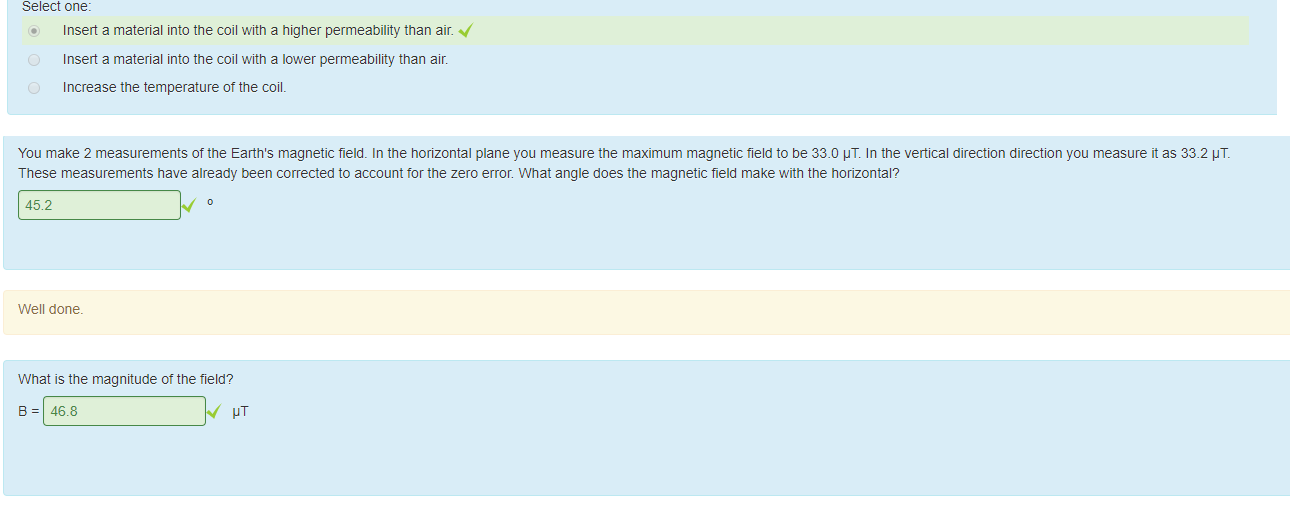 Select one:
Insert a material into the coil with a higher permeability than air.
Insert a material into the coil with a lower permeability than air.
Increase the temperature of the coil.
You make 2 measurements of the Earth's magnetic field. In the horizontal plane you measure the maximum magnetic field to be 33.0 μT. In the vertical direction direction you measure it as 33.2 μT.
These measurements have already been corrected to account for the zero error. What angle does the magnetic field make with the horizontal?
45.2 o
Well done.
What is the magnitude of the field?
B = 46.8 μT